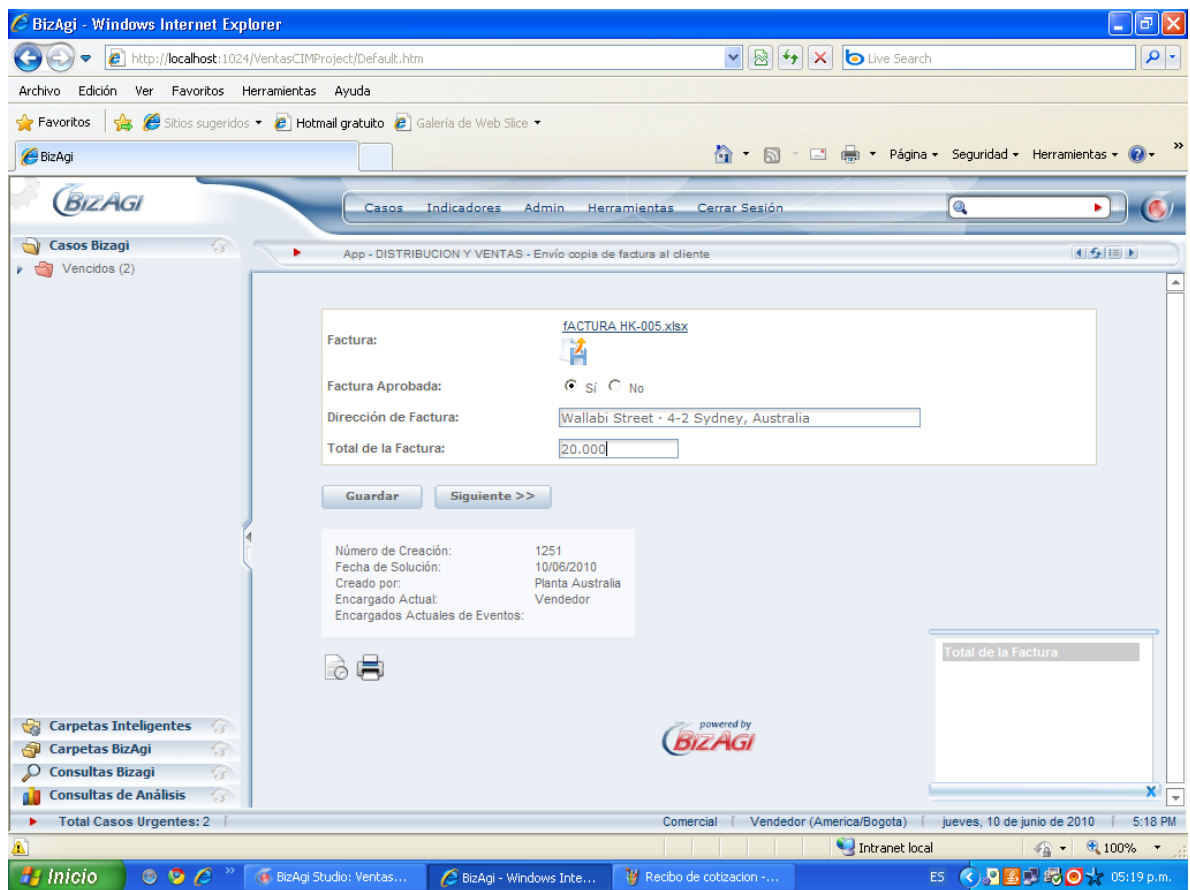 BizAgi - Windows Internet Explorer
http://localhost:1024/VentasCIMProject/Default.htm
Live Search
Archivo Edición Ver Favoritos Herramientas Ayuda
Favoritos Sitios sugeridos Hotmail gratuito Galería de Web Slice
BizAgi Página Seguridad Herramientas
BIZAGI
Casos Indicadores Admin Herramientas Cerrar Sesión
Casos Bizagi
App - DISTRIBUCION Y VENTAS - Envío copia de factura al cliente
Vencidos (2)
fACTURA HK-005.xlsx
Factura:
Factura Aprobada: Sí No
Dirección de Factura: Wallabi Street · 4-2 Sydney, Australia
Total de la Factura: 20.000
Guardar Siguiente >>
Número de Creación: 1251
Fecha de Solución: 10/06/2010
Creado por: Planta Australia
Encargado Actual: Vendedor
Encargados Actuales de Eventos:
Total de la Factura
Carpetas Inteligentes
powered by
BIZAGI
Carpetas BizAgi
Consultas Bizagi
Consultas de Análisis
X
Total Casos Urgentes: 2 Comercial Vendedor (America/Bogota) jueves, 10 de junio de 2010 5:18 PM
Intranet local 100%
Inicio BizAgi Studio: Ventas... BizAgi - Windows Inte... Recibo de cotizacion -... ES 05:19 p.m.